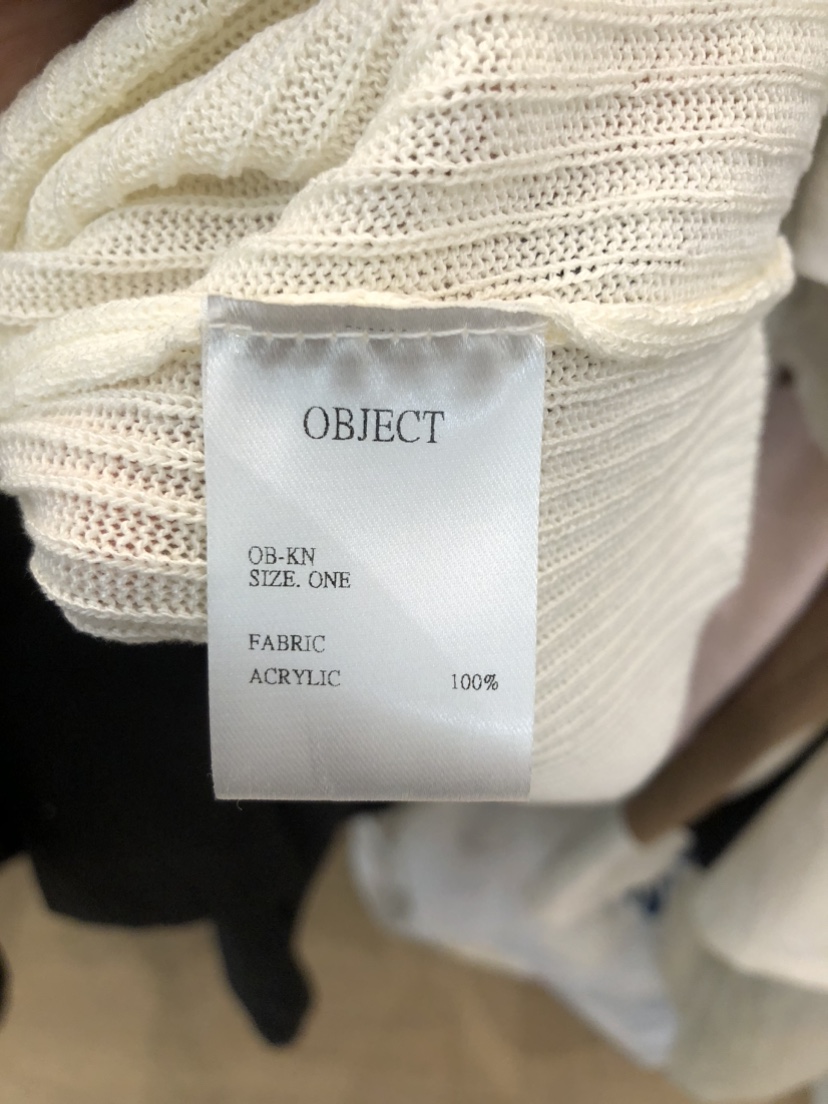 OBJECT
OB-KN
SIZE. ONE
FABRIC
ACRYLIC 100%